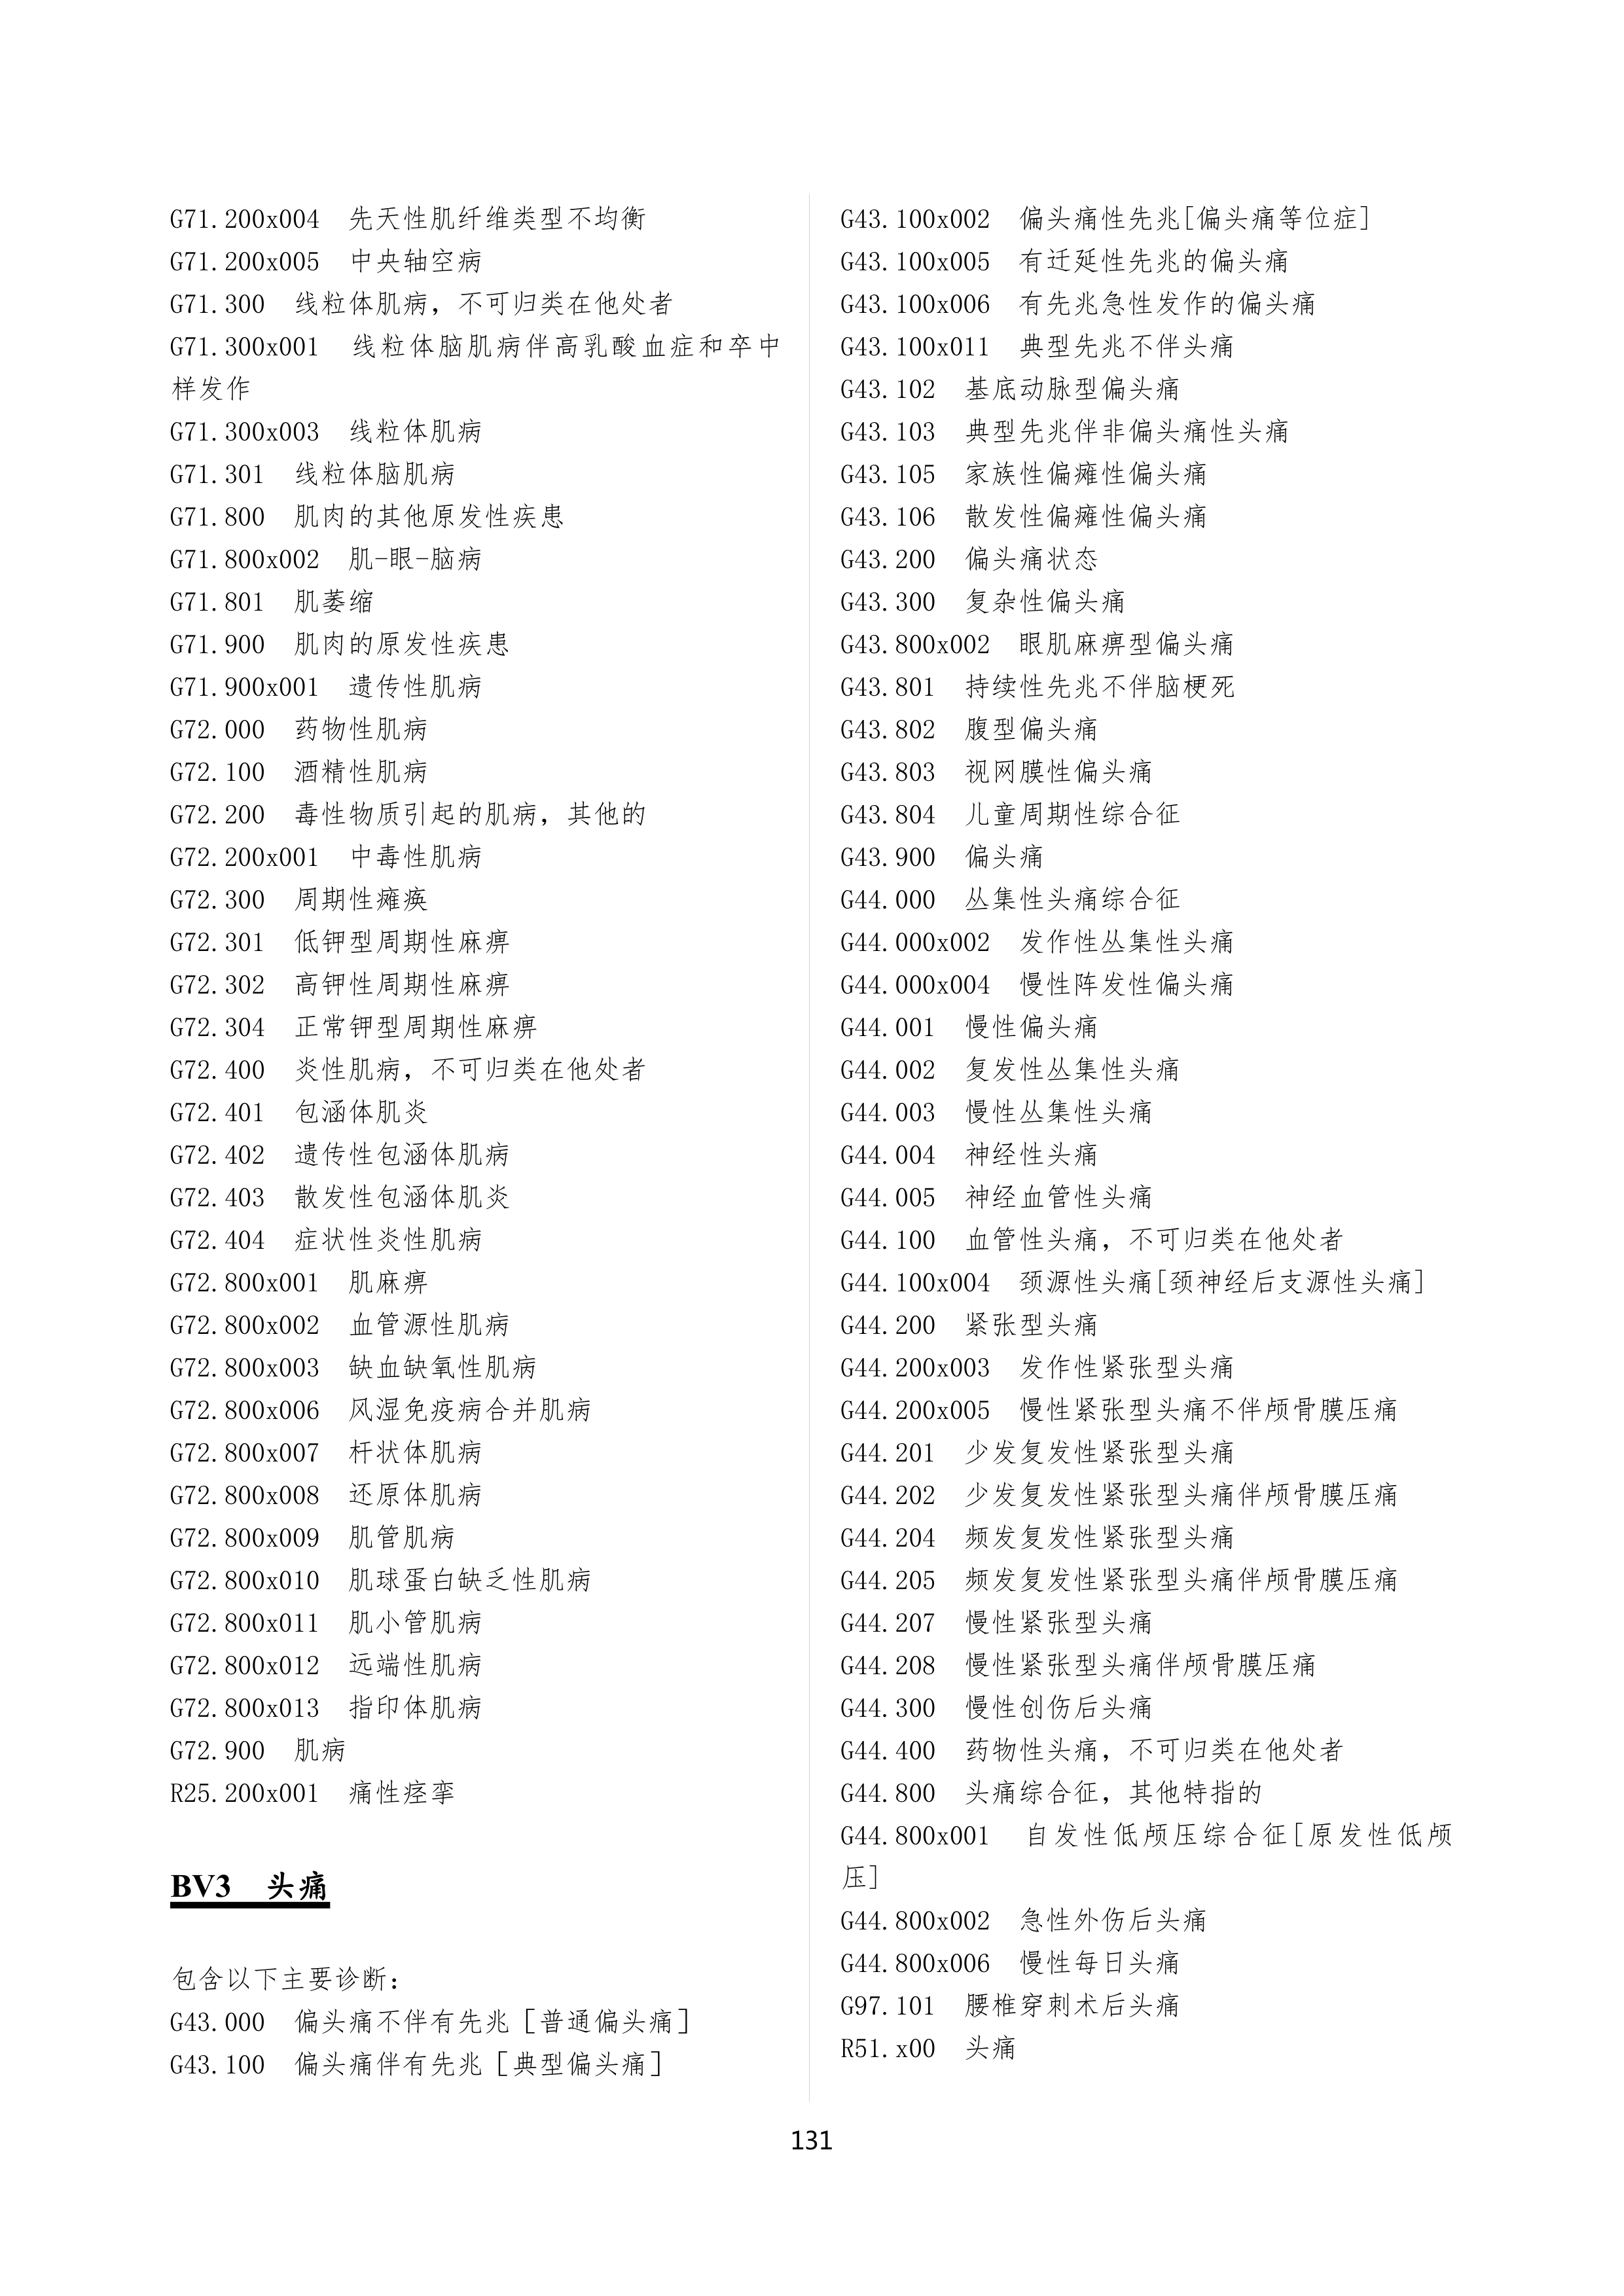 G71.200x004 先天性肌纤维类型不均衡
G71.200x005 中央轴空病
G71.300 线粒体肌病，不可归类在他处者
G71.300x001 线粒体脑肌病伴高乳酸血症和卒中
样发作
G71.300x003 线粒体肌病
G71.301 线粒体脑肌病
G71.800 肌肉的其他原发性疾患
G71.800x002 肌-眼-脑病
G71.801 肌萎缩
G71.900 肌肉的原发性疾患
G71.900x001 遗传性肌病
G72.000 药物性肌病
G72.100 酒精性肌病
G72.200 毒性物质引起的肌病，其他的
G72.200x001 中毒性肌病
G72.300 周期性瘫痪
G72.301 低钾型周期性麻痹
G72.302 高钾性周期性麻痹
G72.304 正常钾型周期性麻痹
G72.400 炎性肌病，不可归类在他处者
G72.401 包涵体肌炎
G72.402 遗传性包涵体肌病
G72.403 散发性包涵体肌炎
G72.404 症状性炎性肌病
G72.800x001 肌麻痹
G72.800x002 血管源性肌病
G72.800x003 缺血缺氧性肌病
G72.800x006 风湿免疫病合并肌病
G72.800x007 杆状体肌病
G72.800x008 还原体肌病
G72.800x009 肌管肌病
G72.800x010 肌球蛋白缺乏性肌病
G72.800x011 肌小管肌病
G72.800x012 远端性肌病
G72.800x013 指印体肌病
G72.900 肌病
R25.200x001 痛性痉挛
BV3 头痛
包含以下主要诊断：
G43.000 偏头痛不伴有先兆［普通偏头痛］
G43.100 偏头痛伴有先兆［典型偏头痛］
G43.100x002 偏头痛性先兆[偏头痛等位症]
G43.100x005 有迁延性先兆的偏头痛
G43.100x006 有先兆急性发作的偏头痛
G43.100x011 典型先兆不伴头痛
G43.102 基底动脉型偏头痛
G43.103 典型先兆伴非偏头痛性头痛
G43.105 家族性偏瘫性偏头痛
G43.106 散发性偏瘫性偏头痛
G43.200 偏头痛状态
G43.300 复杂性偏头痛
G43.800x002 眼肌麻痹型偏头痛
G43.801 持续性先兆不伴脑梗死
G43.802 腹型偏头痛
G43.803 视网膜性偏头痛
G43.804 儿童周期性综合征
G43.900 偏头痛
G44.000 丛集性头痛综合征
G44.000x002 发作性丛集性头痛
G44.000x004 慢性阵发性偏头痛
G44.001 慢性偏头痛
G44.002 复发性丛集性头痛
G44.003 慢性丛集性头痛
G44.004 神经性头痛
G44.005 神经血管性头痛
G44.100 血管性头痛，不可归类在他处者
G44.100x004 颈源性头痛[颈神经后支源性头痛]
G44.200 紧张型头痛
G44.200x003 发作性紧张型头痛
G44.200x005 慢性紧张型头痛不伴颅骨膜压痛
G44.201 少发复发性紧张型头痛
G44.202 少发复发性紧张型头痛伴颅骨膜压痛
G44.204 频发复发性紧张型头痛
G44.205 频发复发性紧张型头痛伴颅骨膜压痛
G44.207 慢性紧张型头痛
G44.208 慢性紧张型头痛伴颅骨膜压痛
G44.300 慢性创伤后头痛
G44.400 药物性头痛，不可归类在他处者
G44.800 头痛综合征，其他特指的
G44.800x001 自发性低颅压综合征[原发性低颅
压]
G44.800x002 急性外伤后头痛
G44.800x006 慢性每日头痛
G97.101 腰椎穿刺术后头痛
R51.x00 头痛
131